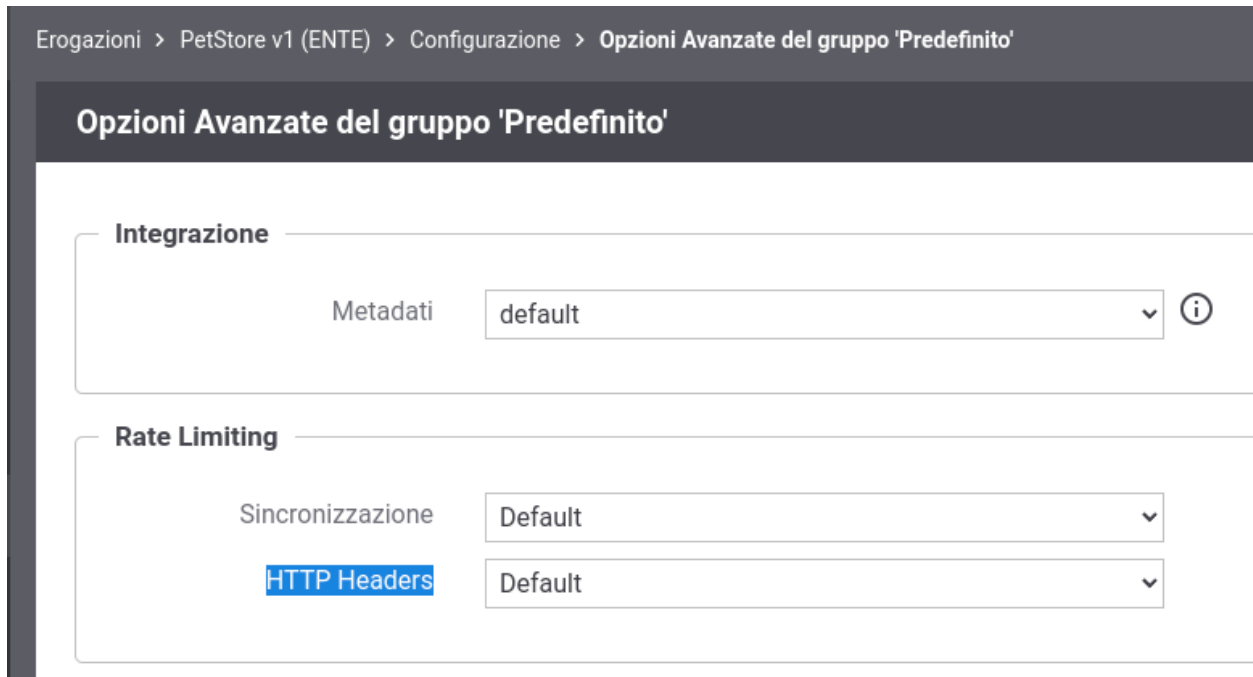 Erogazioni > PetStore v1 (ENTE) > Configurazione > Opzioni Avanzate del gruppo 'Predefinito'
Opzioni Avanzate del gruppo 'Predefinito'
Integrazione
Metadati default
Rate Limiting
Sincronizzazione Default
HTTP Headers Default